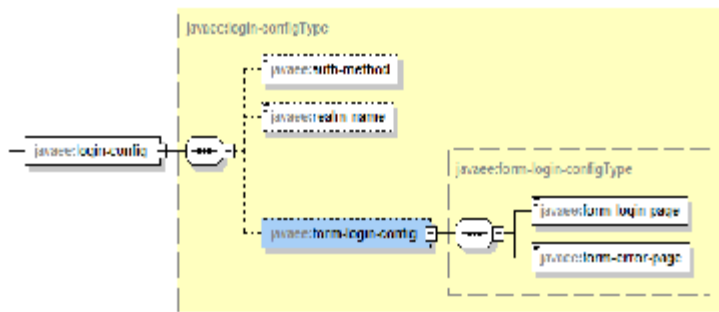 javaee:login-configType
javaee:auth-method
javaee:realm-name
javaee:login-config
javaee:form-login-configType
javaee:form-login-page
javaee:form-login-config
javaee:form-error-page